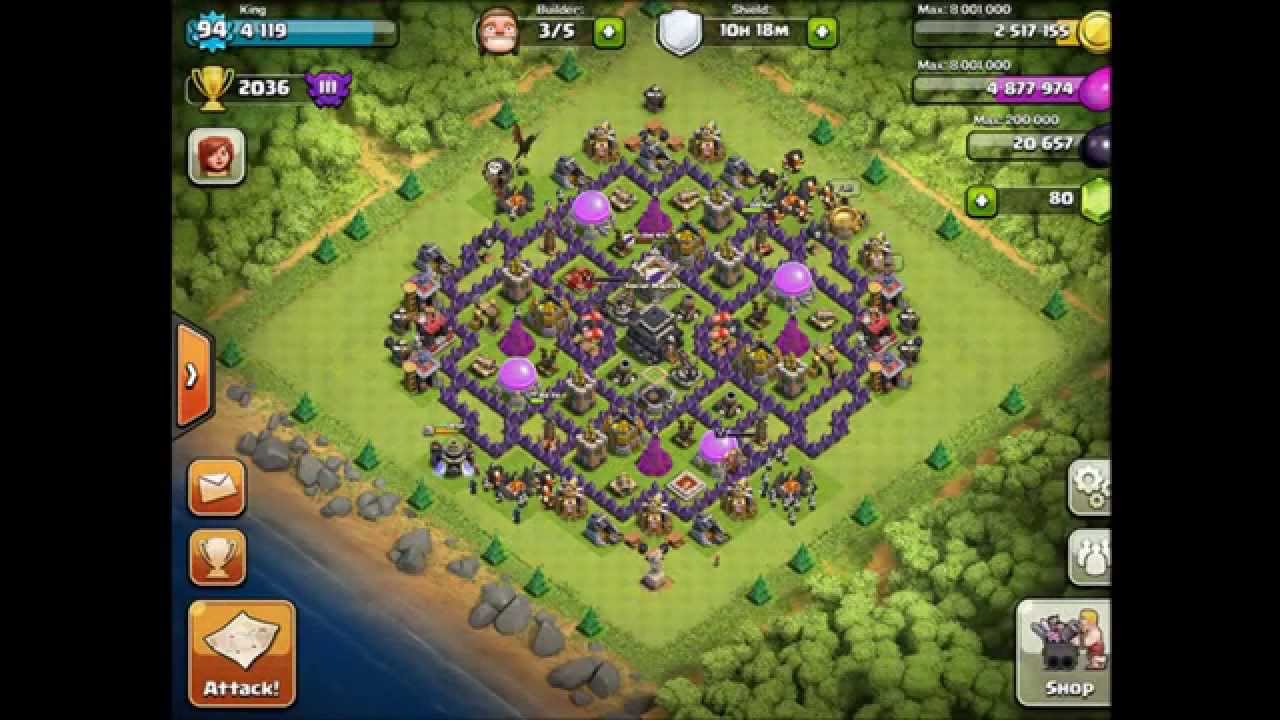 King
94 4 119
Builder:
3/5
Shield:
10H 18M
Max: 8 001 000
2 517 155
2036
III
Max: 8 001 000
4 877 974
Max: 200 000
20 657
80
Attack!
Shop